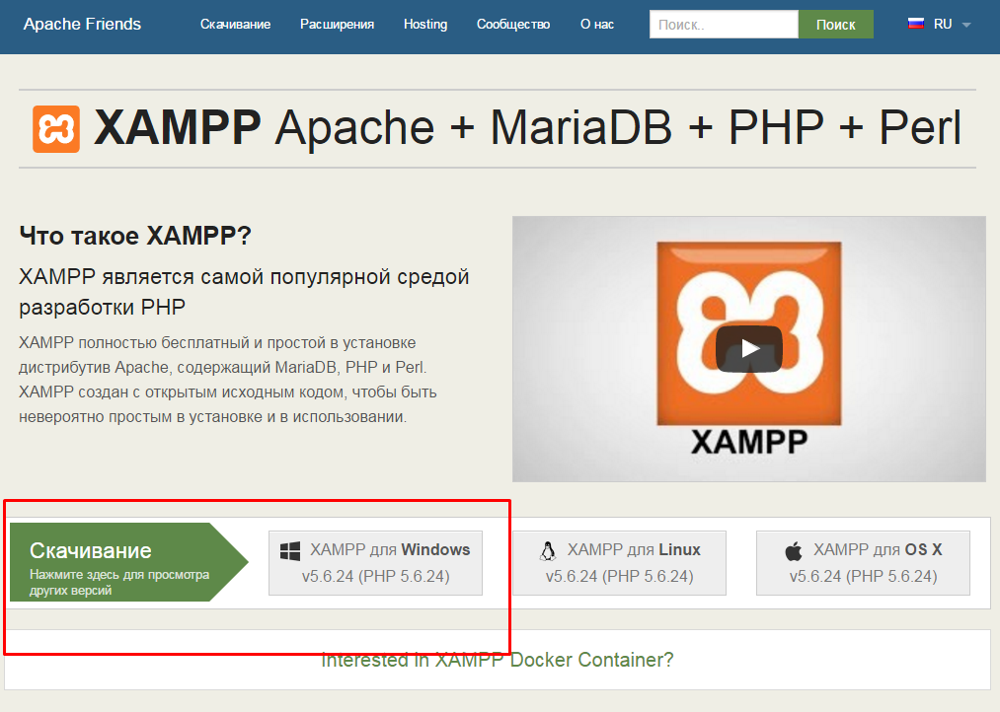 Apache Friends
Скачивание
Расширения
Hosting
Сообщество
О нас
Поиск..
Поиск
RU
XAMPP Apache + MariaDB + PHP + Perl
Что такое XAMPP?
XAMPP является самой популярной средой
разработки PHP
XAMPP полностью бесплатный и простой в установке
дистрибутив Apache, содержащий MariaDB, PHP и Perl.
XAMPP создан с открытым исходным кодом, чтобы быть
невероятно простым в установке и в использовании.
XAMPP
Скачивание
Нажмите здесь для просмотра
других версий
XAMPP для Windows
v5.6.24 (PHP 5.6.24)
XAMPP для Linux
v5.6.24 (PHP 5.6.24)
XAMPP для OS X
v5.6.24 (PHP 5.6.24)
Interested in XAMPP Docker Container?